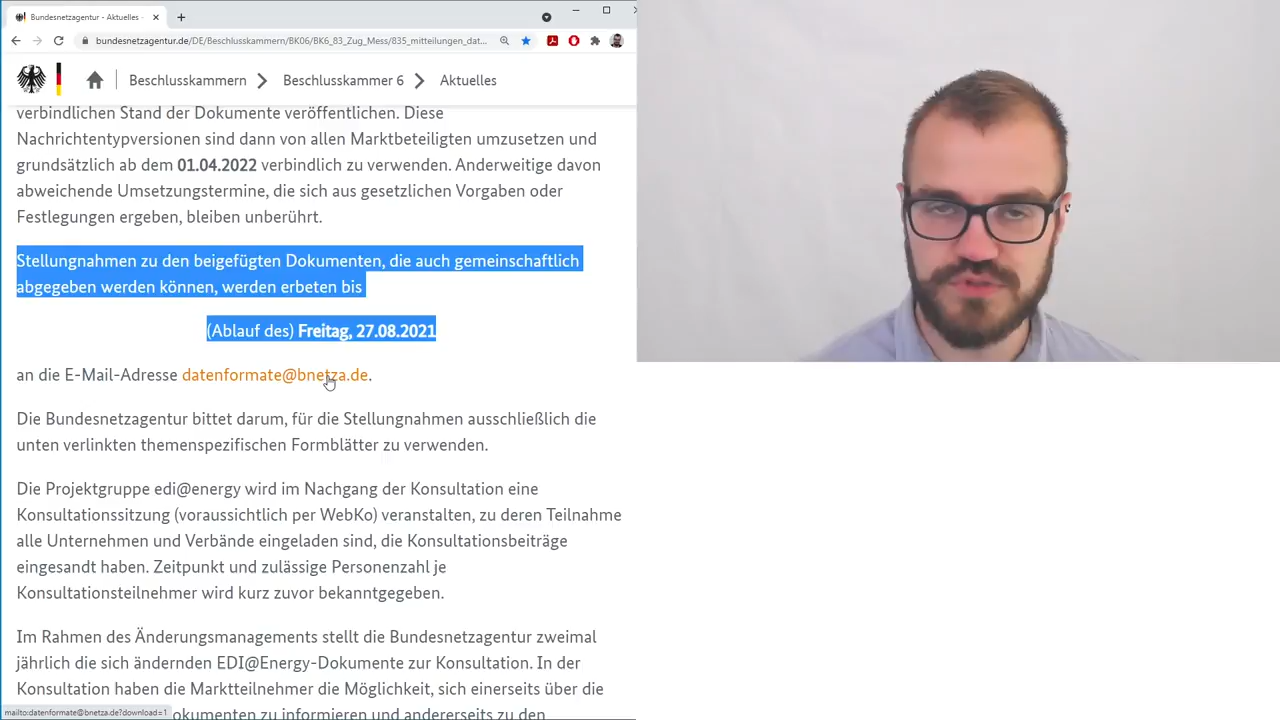 Bundesnetzagentur - Aktuelles -
bundesnetzagentur.de/DE/Beschlusskammern/BK06/BK6_83_Zug_Mess/835_mitteilungen_dat...
Beschlusskammern
Beschlusskammer 6
Aktuelles
verbindlichen Stand der Dokumente veröffentlichen. Diese
Nachrichtentypversionen sind dann von allen Marktbeteiligten umzusetzen und
grundsätzlich ab dem 01.04.2022 verbindlich zu verwenden. Anderweitige davon
abweichende Umsetzungstermine, die sich aus gesetzlichen Vorgaben oder
Festlegungen ergeben, bleiben unberührt.
Stellungnahmen zu den beigefügten Dokumenten, die auch gemeinschaftlich
abgegeben werden können, werden erbeten bis
(Ablauf des) Freitag, 27.08.2021
an die E-Mail-Adresse datenformate@bnetza.de.
Die Bundesnetzagentur bittet darum, für die Stellungnahmen ausschließlich die
unten verlinkten themenspezifischen Formblätter zu verwenden.
Die Projektgruppe edi@energy wird im Nachgang der Konsultation eine
Konsultationssitzung (voraussichtlich per WebKo) veranstalten, zu deren Teilnahme
alle Unternehmen und Verbände eingeladen sind, die Konsultationsbeiträge
eingesandt haben. Zeitpunkt und zulässige Personenzahl je
Konsultationsteilnehmer wird kurz zuvor bekanntgegeben.
Im Rahmen des Änderungsmanagements stellt die Bundesnetzagentur zweimal
jährlich die sich ändernden EDI@Energy-Dokumente zur Konsultation. In der
Konsultation haben die Marktteilnehmer die Möglichkeit, sich einerseits über die
okumenten zu informieren und andererseits zu den
mailto:datenformate@bnetza.de?download=1